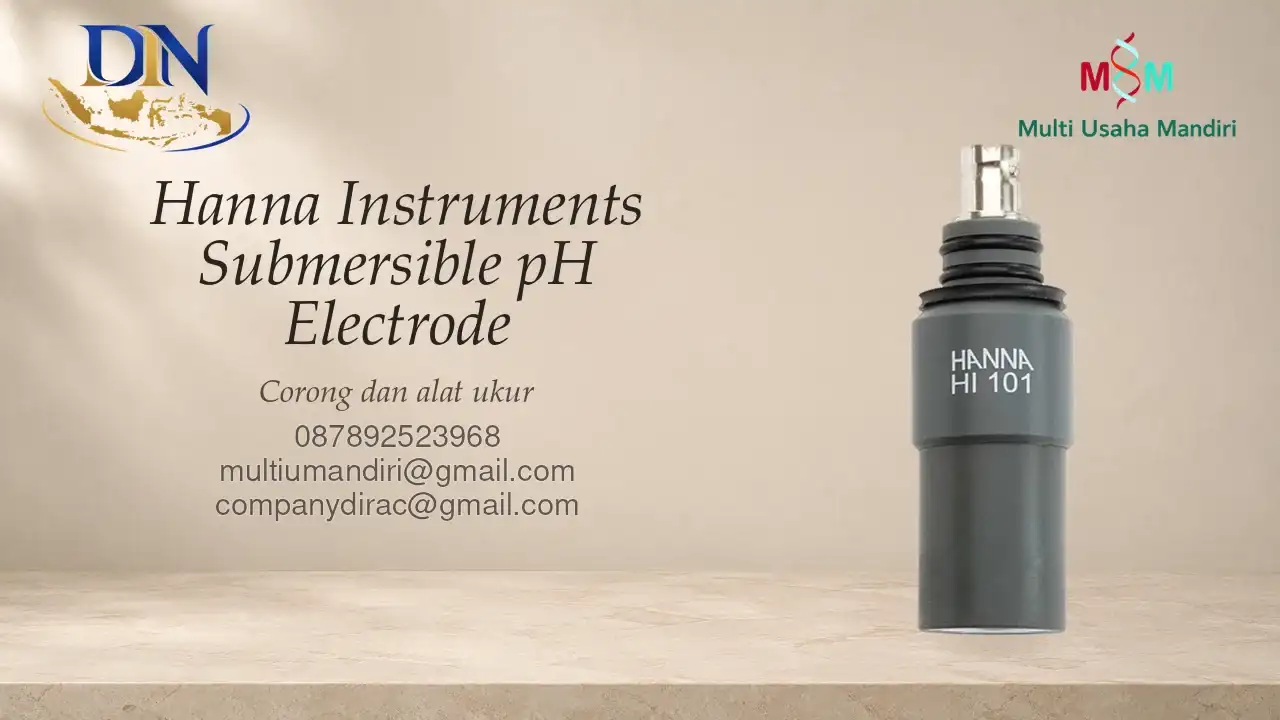 DIN
M M
Multi Usaha Mandiri
Hanna Instruments
Submersible pH
Electrode
Corong dan alat ukur
087892523968
multiumandiri@gmail.com
companydirac@gmail.com
HANNA
HI 101